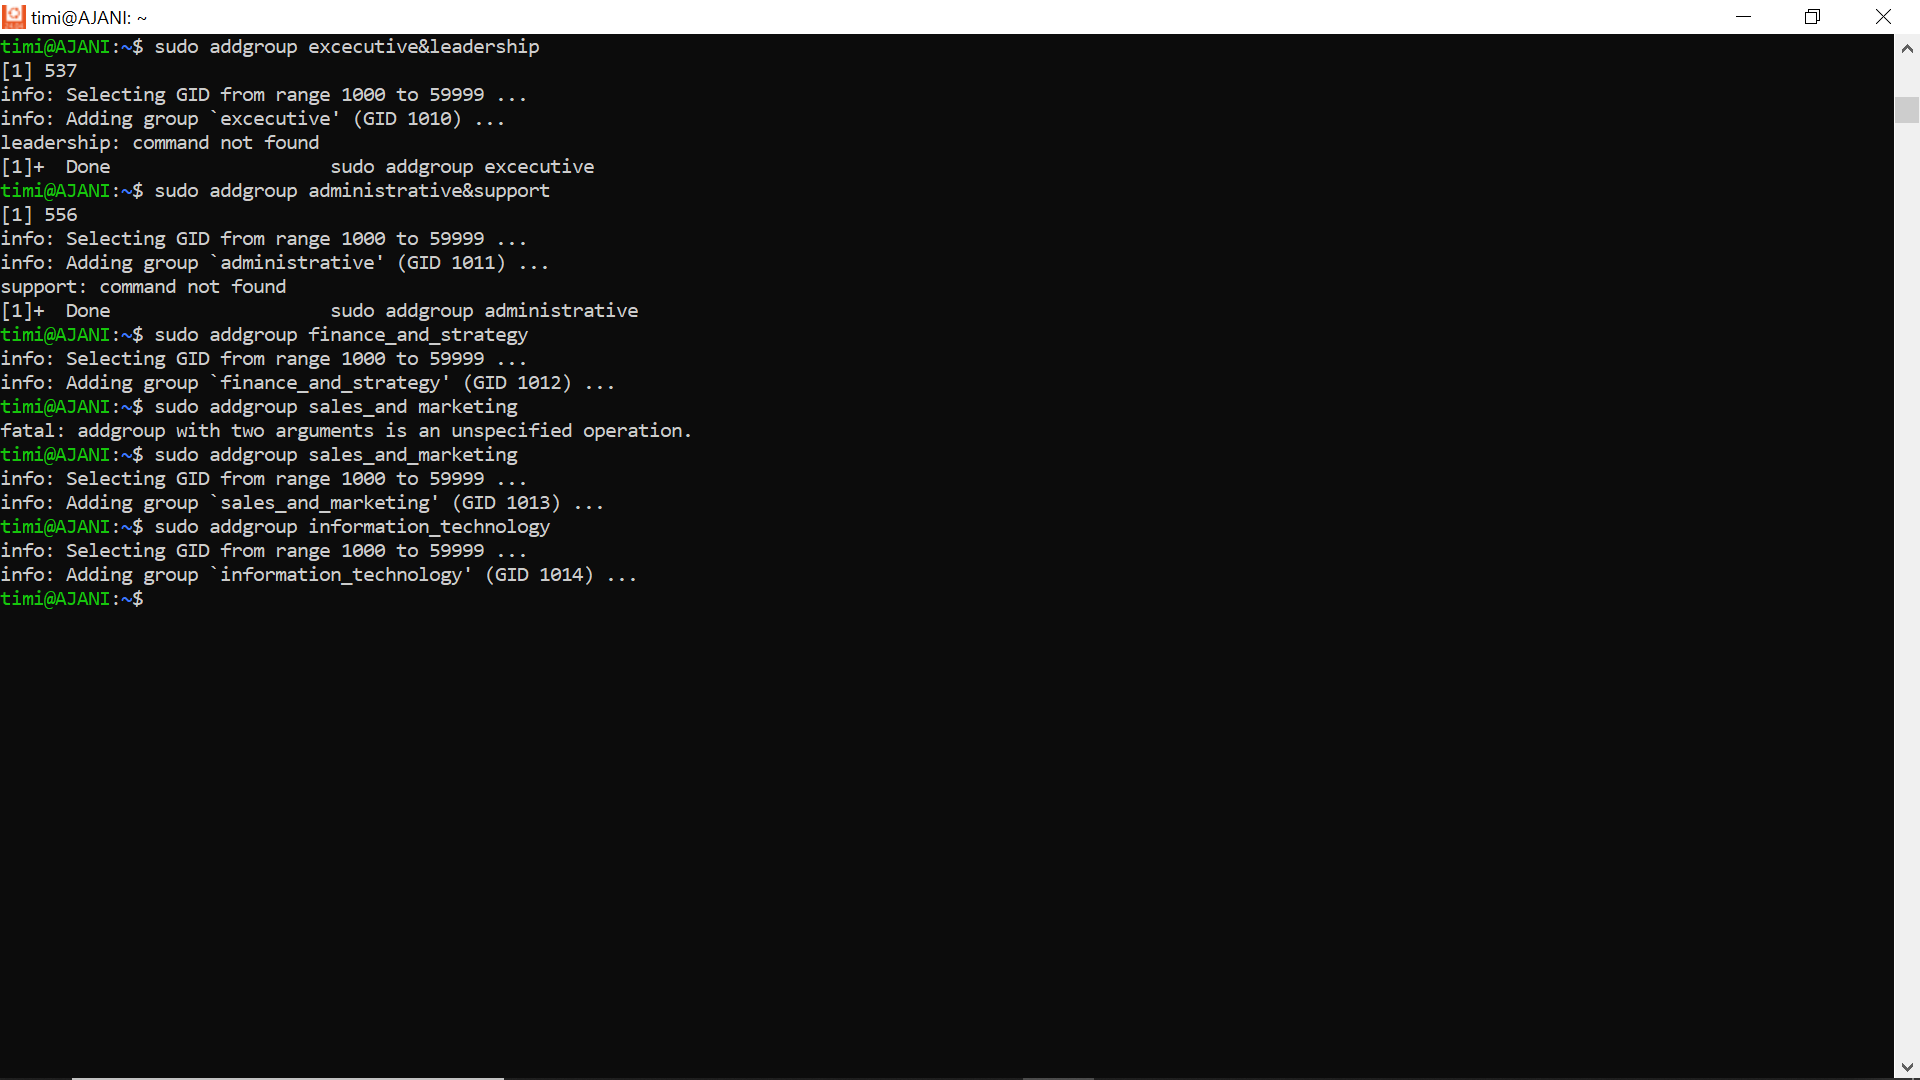 timi@AJANI: ~
timi@AJANI:~$ sudo addgroup excecutive&leadership
[1] 537
info: Selecting GID from range 1000 to 59999 ...
info: Adding group `excecutive' (GID 1010) ...
leadership: command not found
[1]+  Done                    sudo addgroup excecutive
timi@AJANI:~$ sudo addgroup administrative&support
[1] 556
info: Selecting GID from range 1000 to 59999 ...
info: Adding group `administrative' (GID 1011) ...
support: command not found
[1]+  Done                    sudo addgroup administrative
timi@AJANI:~$ sudo addgroup finance_and_strategy
info: Selecting GID from range 1000 to 59999 ...
info: Adding group `finance_and_strategy' (GID 1012) ...
timi@AJANI:~$ sudo addgroup sales_and marketing
fatal: addgroup with two arguments is an unspecified operation.
timi@AJANI:~$ sudo addgroup sales_and_marketing
info: Selecting GID from range 1000 to 59999 ...
info: Adding group `sales_and_marketing' (GID 1013) ...
timi@AJANI:~$ sudo addgroup information_technology
info: Selecting GID from range 1000 to 59999 ...
info: Adding group `information_technology' (GID 1014) ...
timi@AJANI:~$